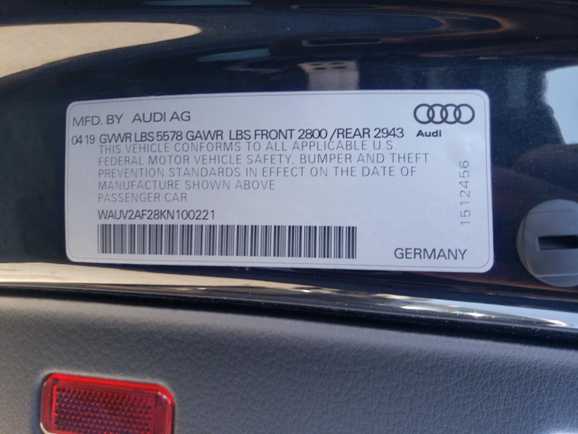 MFD. BY AUDI AG
Audi
04 19 GVWR LBS 5578 GAWR LBS FRONT 2800 / REAR 2943
THIS VEHICLE CONFORMS TO ALL APPLICABLE U.S
FEDERAL MOTOR VEHICLE SAFETY, BUMPER AND THEFT
PREVENTION STANDARDS IN EFFECT ON THE DATE
OF MANUFACTURE SHOWN ABOVE
PASSENGER CAR
WAUV2AF28KN100221
GERMANY
1512456